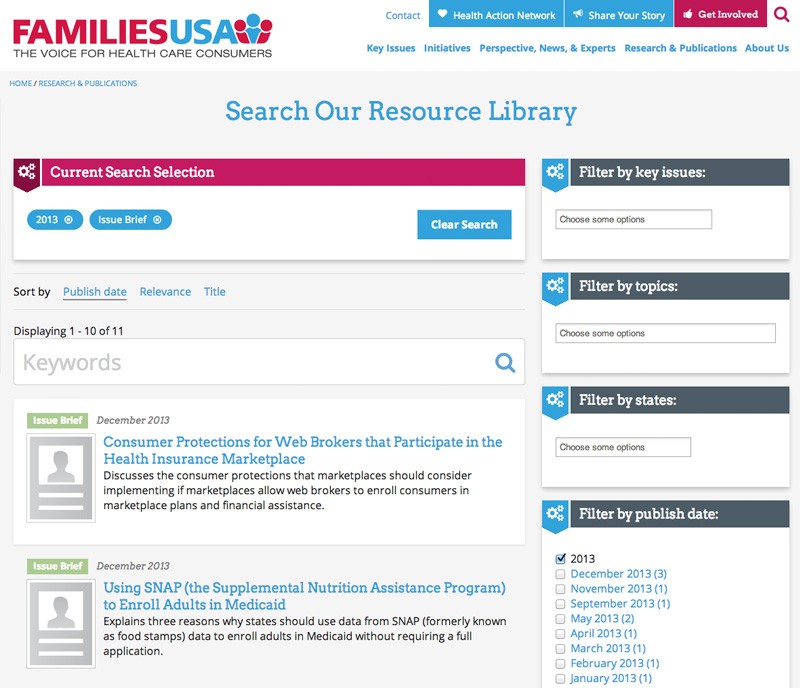 Contact
Health Action Network
Share Your Story
Get Involved
FAMILIESUSA
THE VOICE FOR HEALTH CARE CONSUMERS
Key Issues Initiatives Perspective, News, & Experts Research & Publications About Us
HOME / RESEARCH & PUBLICATIONS
Search Our Resource Library
Current Search Selection
2013
Issue Brief
Clear Search
Sort by Publish date Relevance Title
Displaying 1 - 10 of 11
Keywords
Issue Brief December 2013
Consumer Protections for Web Brokers that Participate in the
Health Insurance Marketplace
Discusses the consumer protections that marketplaces should consider
implementing if marketplaces allow web brokers to enroll consumers in
marketplace plans and financial assistance.
Issue Brief December 2013
Using SNAP (the Supplemental Nutrition Assistance Program)
to Enroll Adults in Medicaid
Explains three reasons why states should use data from SNAP (formerly known
as food stamps) data to enroll adults in Medicaid without requiring a full
application.
Filter by key issues:
Choose some options
Filter by topics:
Choose some options
Filter by states:
Choose some options
Filter by publish date:
2013
December 2013 (3)
November 2013 (1)
September 2013 (1)
May 2013 (2)
April 2013 (1)
March 2013 (1)
February 2013 (1)
January 2013 (1)